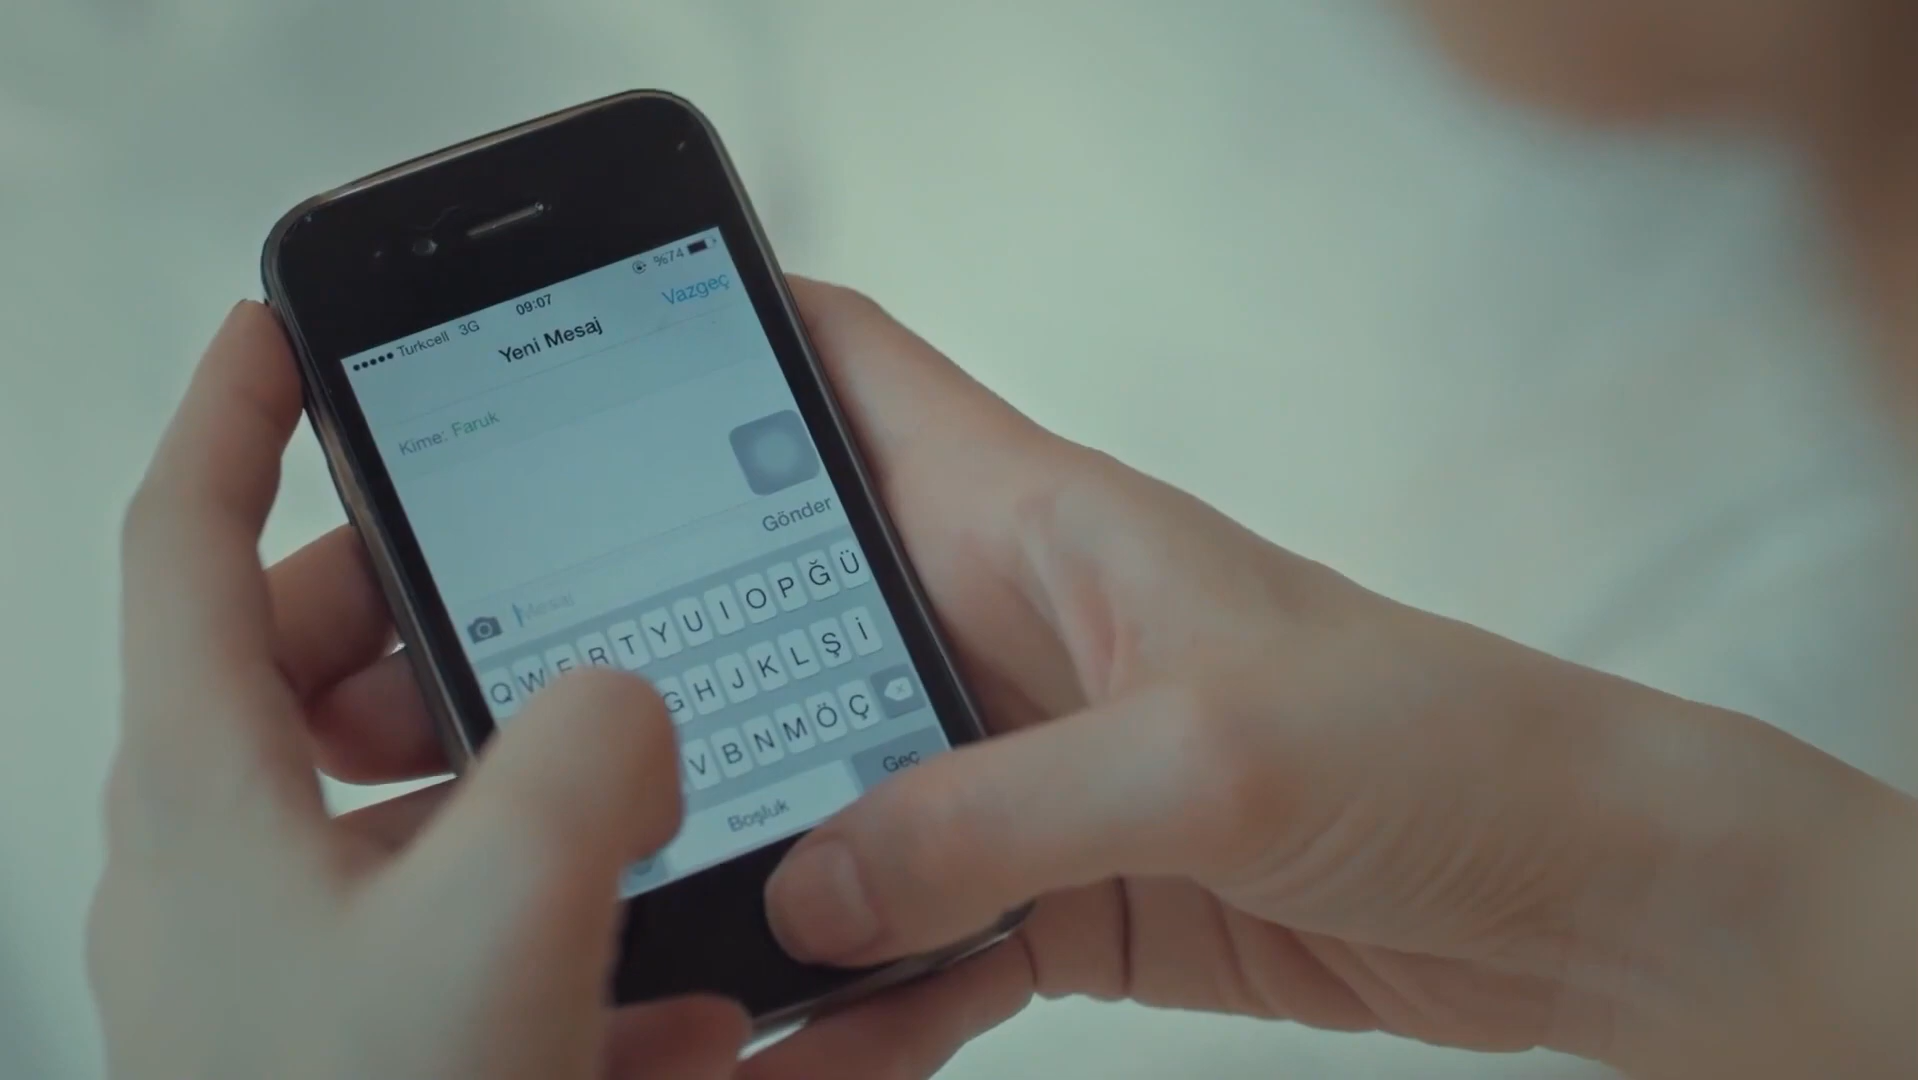 ●●●●● Turkcell 3G 09:07 %74
Yeni Mesaj Vazgeç
Kime: Faruk
Gönder
Mesaj
Q W E R T Y U I O P Ğ Ü
G H J K L Ş İ
V B N M Ö Ç
Boşluk Geç